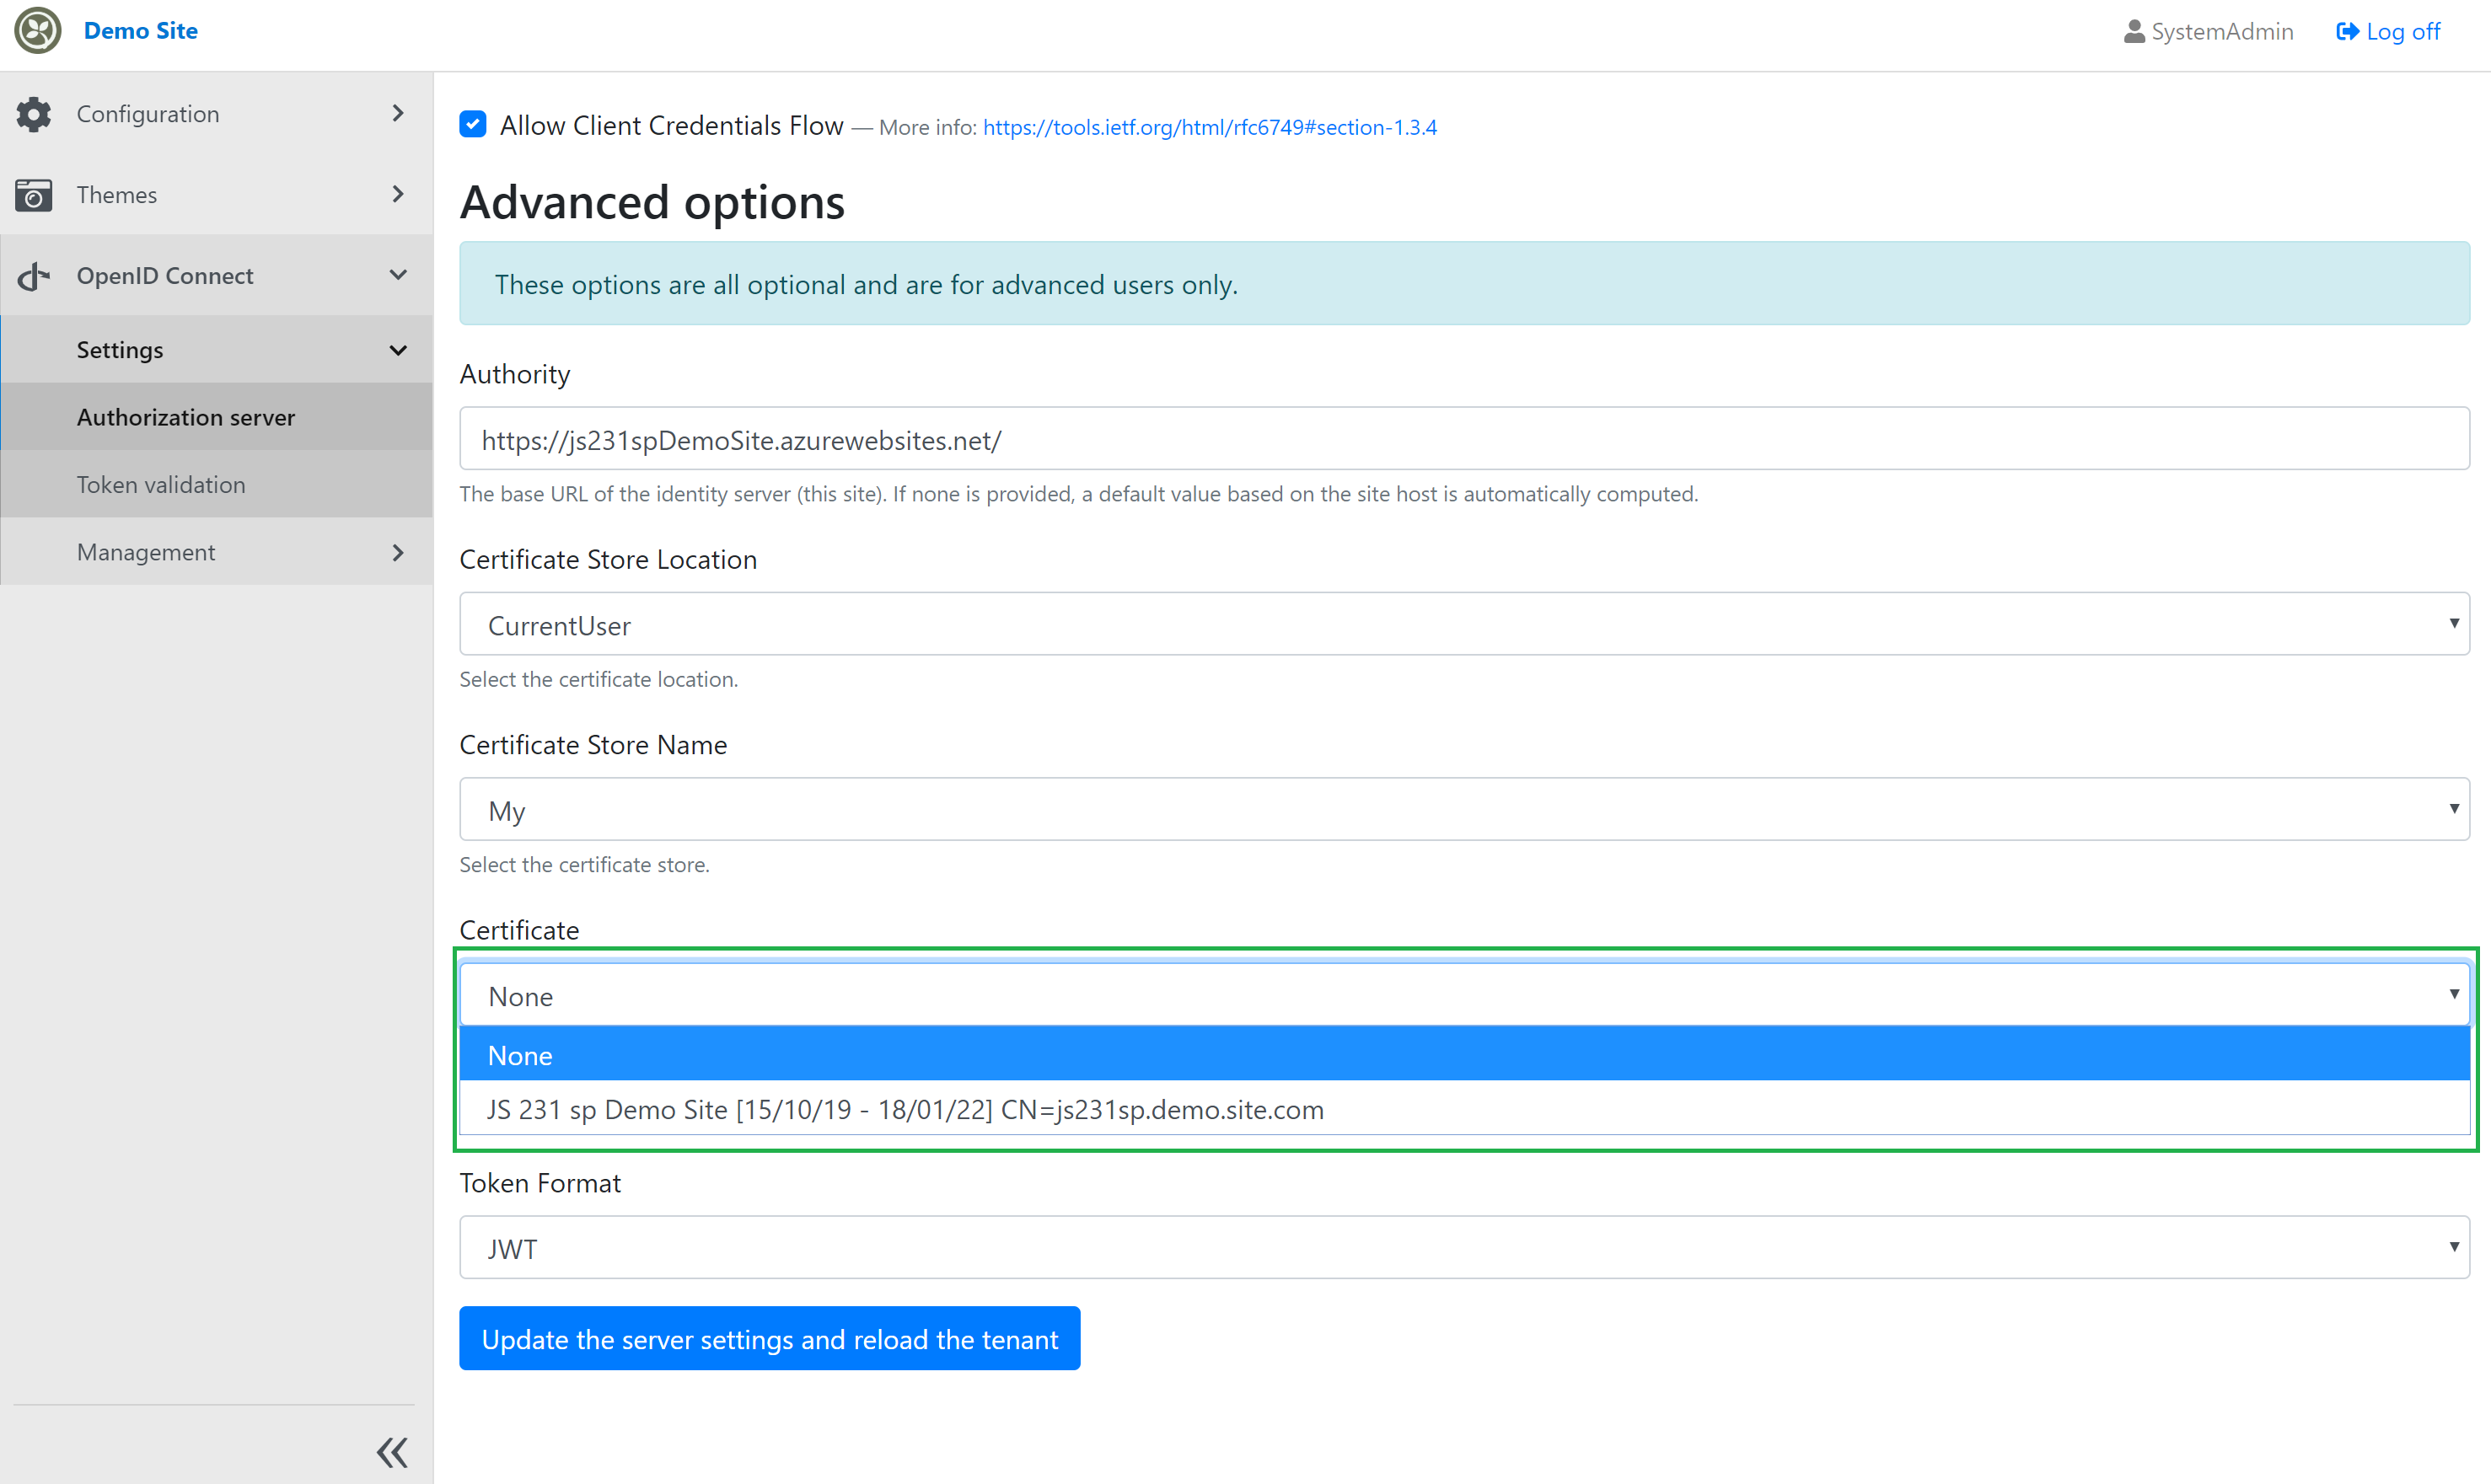 Demo Site
SystemAdmin
Log off
Configuration
Themes
OpenID Connect
Settings
Authorization server
Token validation
Management
Allow Client Credentials Flow — More info: https://tools.ietf.org/html/rfc6749#section-1.3.4
Advanced options
These options are all optional and are for advanced users only.
Authority
https://js231spDemoSite.azurewebsites.net/
The base URL of the identity server (this site). If none is provided, a default value based on the site host is automatically computed.
Certificate Store Location
CurrentUser
Select the certificate location.
Certificate Store Name
My
Select the certificate store.
Certificate
None
None
JS 231 sp Demo Site [15/10/19 - 18/01/22] CN=js231sp.demo.site.com
Token Format
JWT
Update the server settings and reload the tenant